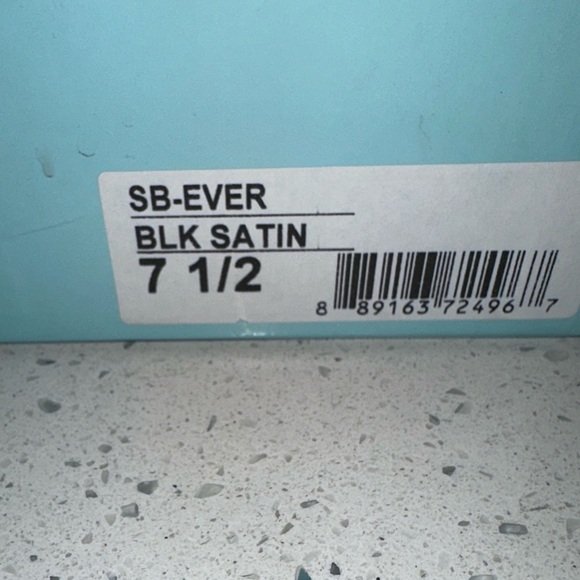 SB-EVER
BLK SATIN
7 1/2
8 89163 72496 7